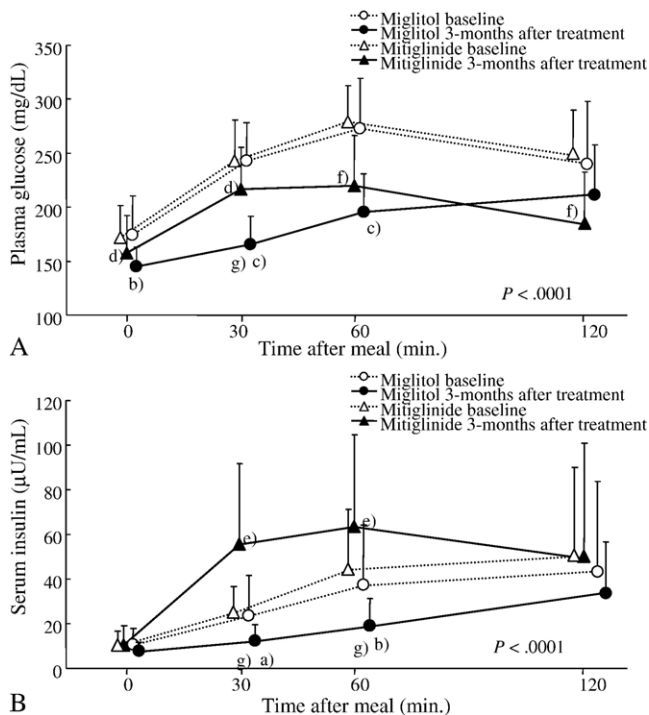 Miglitol baseline
Miglitol 3-months after treatment
Mitiglinide baseline
Mitiglinide 3-months after treatment
Plasma glucose (mg/dL)
350
300
250
200
150
100
d)
b)
d)
g) c)
f)
c)
f)
P < .0001
0 30 60 120
Time after meal (min.)
A
Miglitol baseline
Miglitol 3-months after treatment
Mitiglinide baseline
Mitiglinide 3-months after treatment
Serum insulin (µU/mL)
120
100
80
60
40
20
0
e)
e)
g) a)
g) b)
P < .0001
0 30 60 120
Time after meal (min.)
B